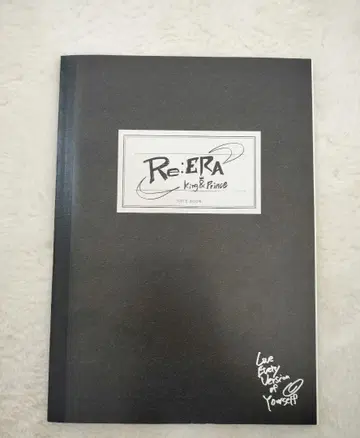 Re:ERA
King & Prince
Love
Every
Version
of
Yourself